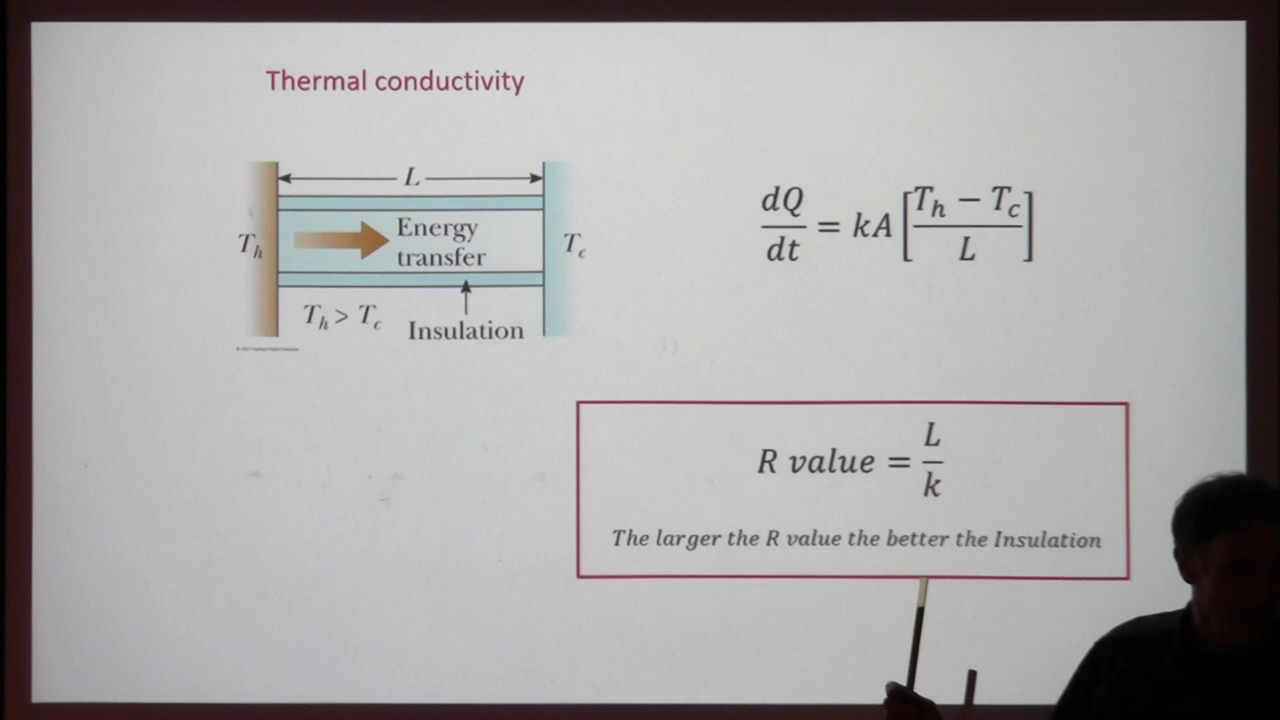 Thermal conductivity
L
T_h
Energy
transfer
T_c
T_h > T_c
Insulation
dQ/dt = kA [T_h − T_c / L]
R value = L/k
The larger the R value the better the Insulation